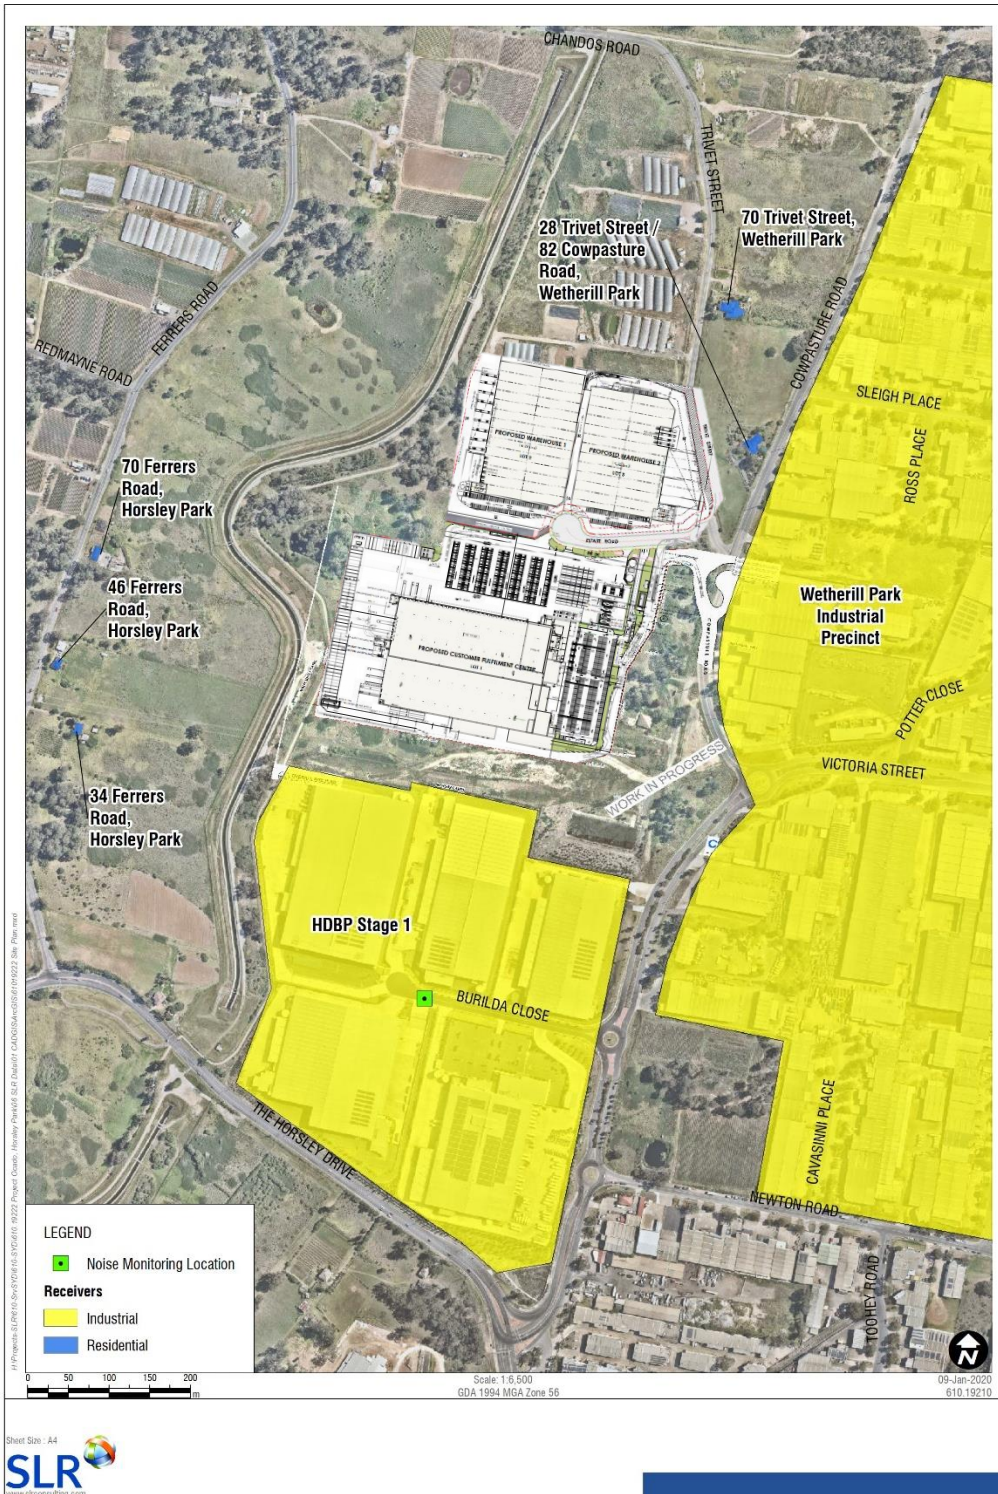 CHANDOS ROAD
TRIVET STREET
70 Trivet Street,
Wetherill Park
28 Trivet Street /
82 Cowpasture
Road,
Wetherill Park
FERRERS ROAD
REDMAYNE ROAD
COWPASTURE ROAD
SLEIGH PLACE
ROSS PLACE
PROPOSED WAREHOUSE 1
PROPOSED WAREHOUSE 2
70 Ferrers
Road,
Horsley Park
ESTATE ROAD
46 Ferrers
Road,
Horsley Park
Wetherill Park
Industrial
Precinct
COWPASTURE ROAD
PROPOSED CUSTOMER FULFILMENT CENTRE
POTTER CLOSE
VICTORIA STREET
WORK IN PROGRESS
34 Ferrers
Road,
Horsley Park
HDBP Stage 1
BURILDA CLOSE
THE HORSLEY DRIVE
CAVASINNI PLACE
NEWTON ROAD
TOOHEY ROAD
LEGEND
Noise Monitoring Location
Receivers
Industrial
Residential
0 50 100 150 200
m
Scale: 1:6,500
GDA 1994 MGA Zone 56
N
09-Jan-2020
610.19210
Sheet Size : A4
SLR
www.slrconsulting.com